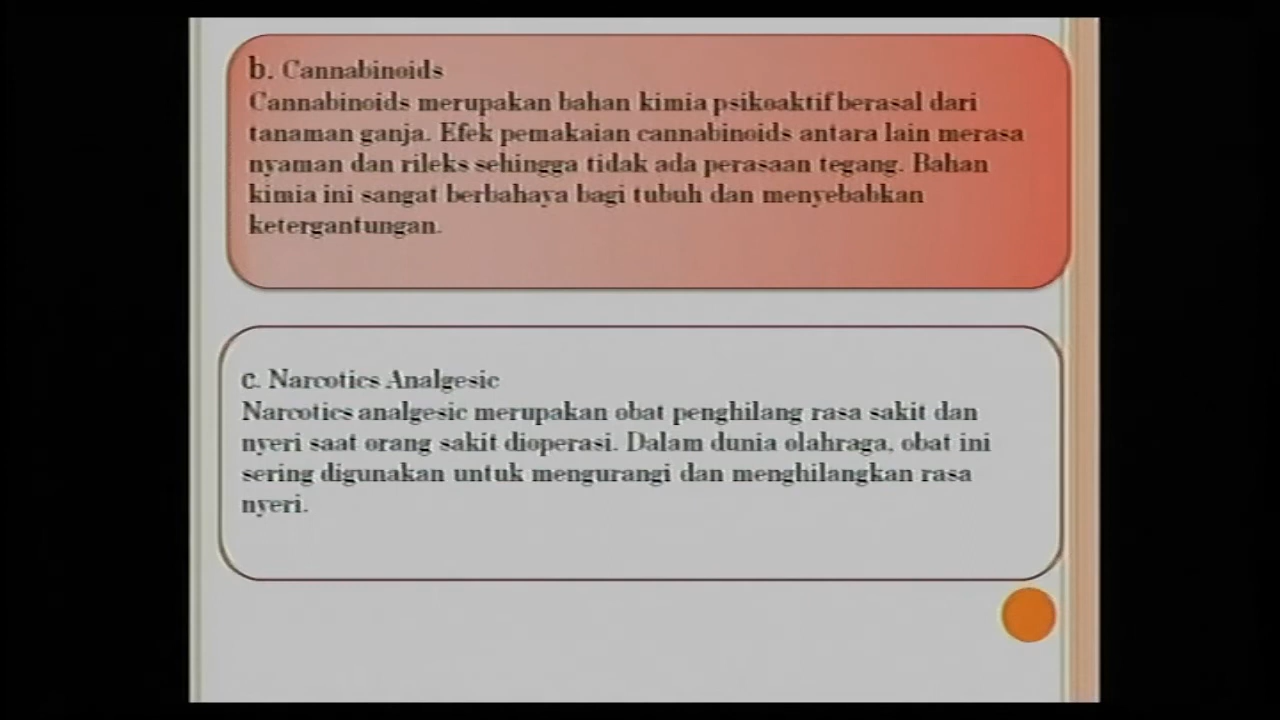 b. Cannabinoids
Cannabinoids merupakan bahan kimia psikoaktif berasal dari
tanaman ganja. Efek pemakaian cannabinoids antara lain merasa
nyaman dan rileks sehingga tidak ada perasaan tegang. Bahan
kimia ini sangat berbahaya bagi tubuh dan menyebabkan
ketergantungan.
c. Narcotics Analgesic
Narcotics analgesic merupakan obat penghilang rasa sakit dan
nyeri saat orang sakit dioperasi. Dalam dunia olahraga, obat ini
sering digunakan untuk mengurangi dan menghilangkan rasa
nyeri.